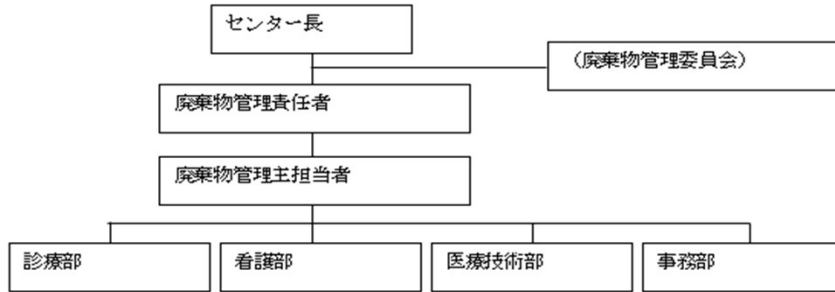 センター長
（廃棄物管理委員会）
廃棄物管理責任者
廃棄物管理主担当者
診療部
看護部
医療技術部
事務部